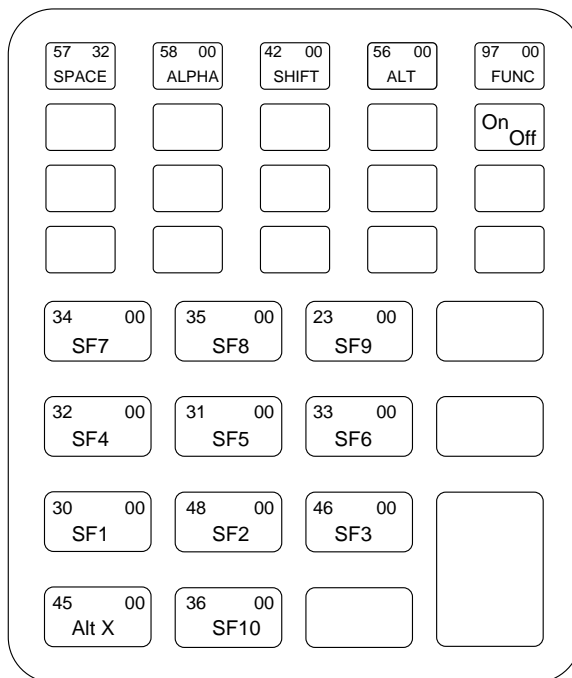 57 32 58 00 42 00 56 00 97 00
SPACE ALPHA SHIFT ALT FUNC
On
Off
34 00 35 00 23 00
SF7 SF8 SF9
32 00 31 00 33 00
SF4 SF5 SF6
30 00 48 00 46 00
SF1 SF2 SF3
45 00 36 00
Alt X SF10